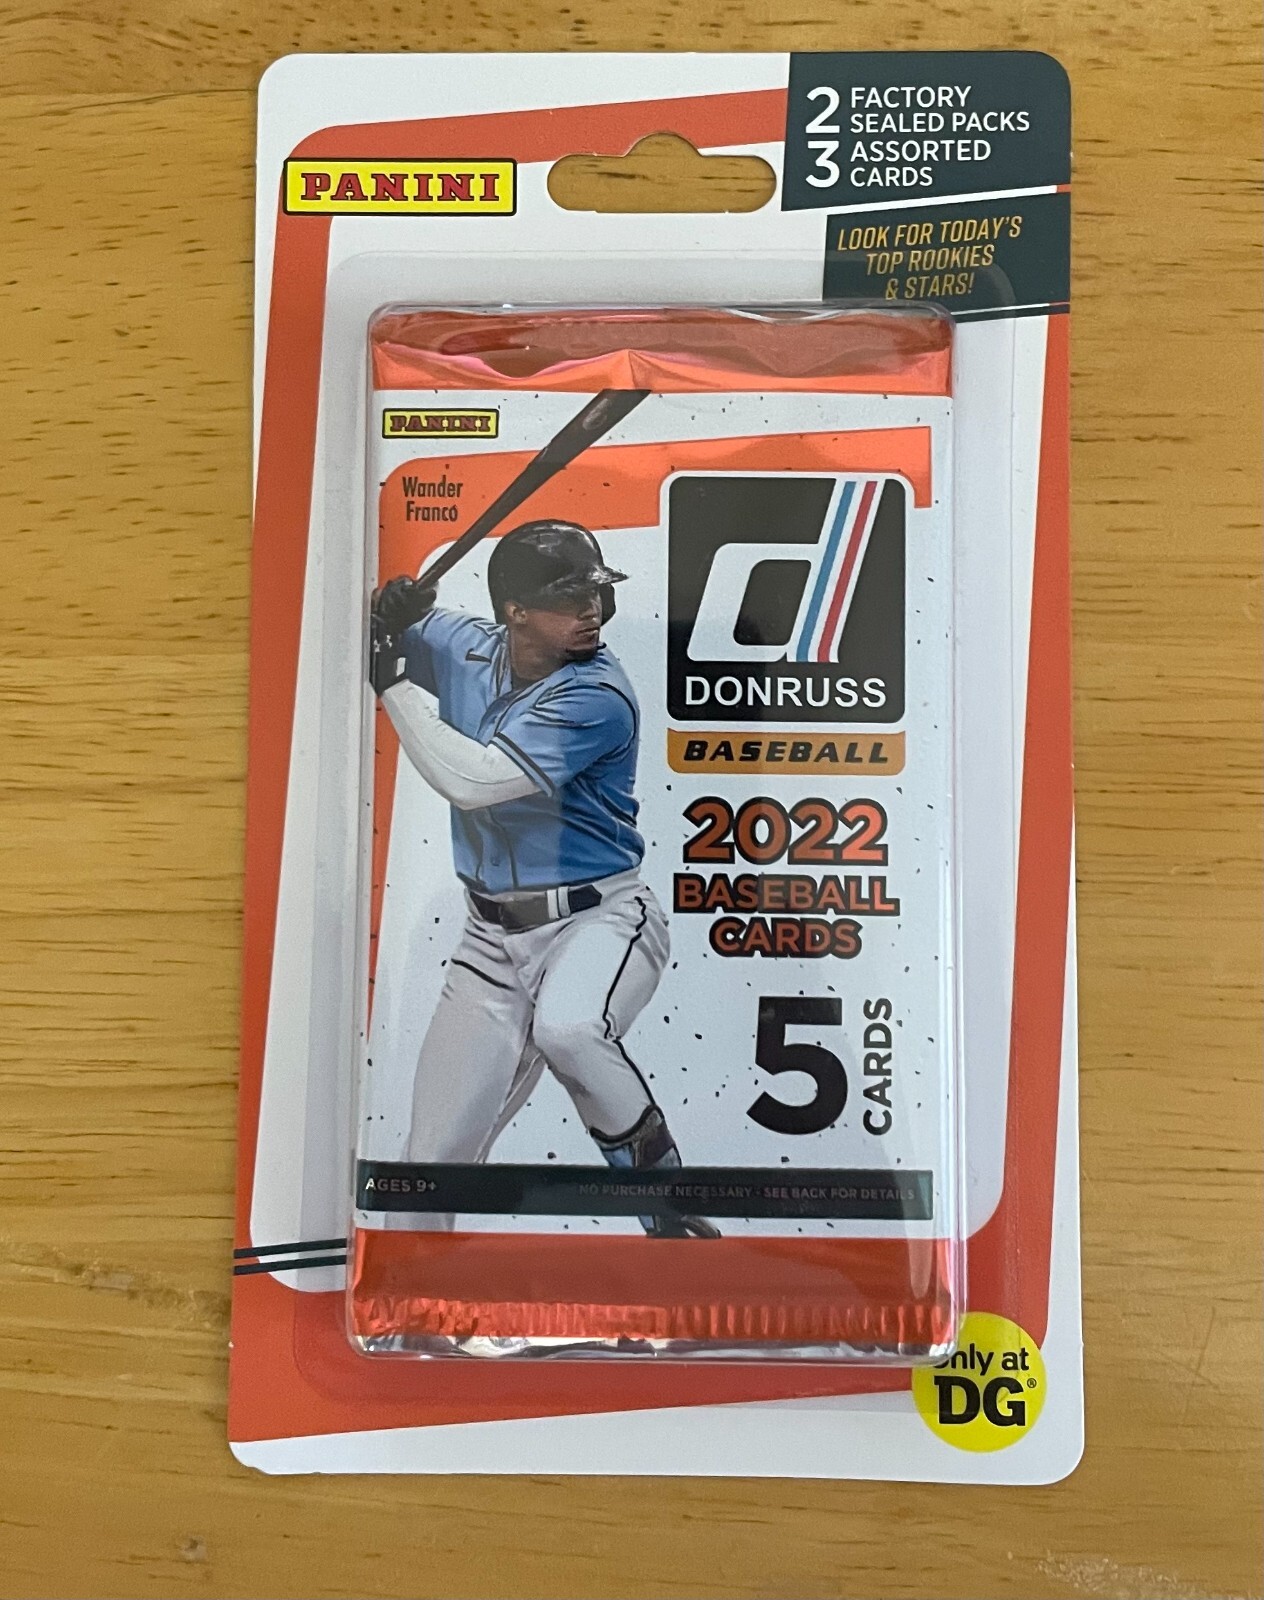 2 FACTORY SEALED PACKS
3 ASSORTED CARDS
PANINI
LOOK FOR TODAY'S
TOP ROOKIES
& STARS!
PANINI
Wander
Franco
d
DONRUSS
BASEBALL
2022
BASEBALL
CARDS
5 CARDS
AGES 9+
NO PURCHASE NECESSARY - SEE BACK FOR DETAILS
only at
DG®